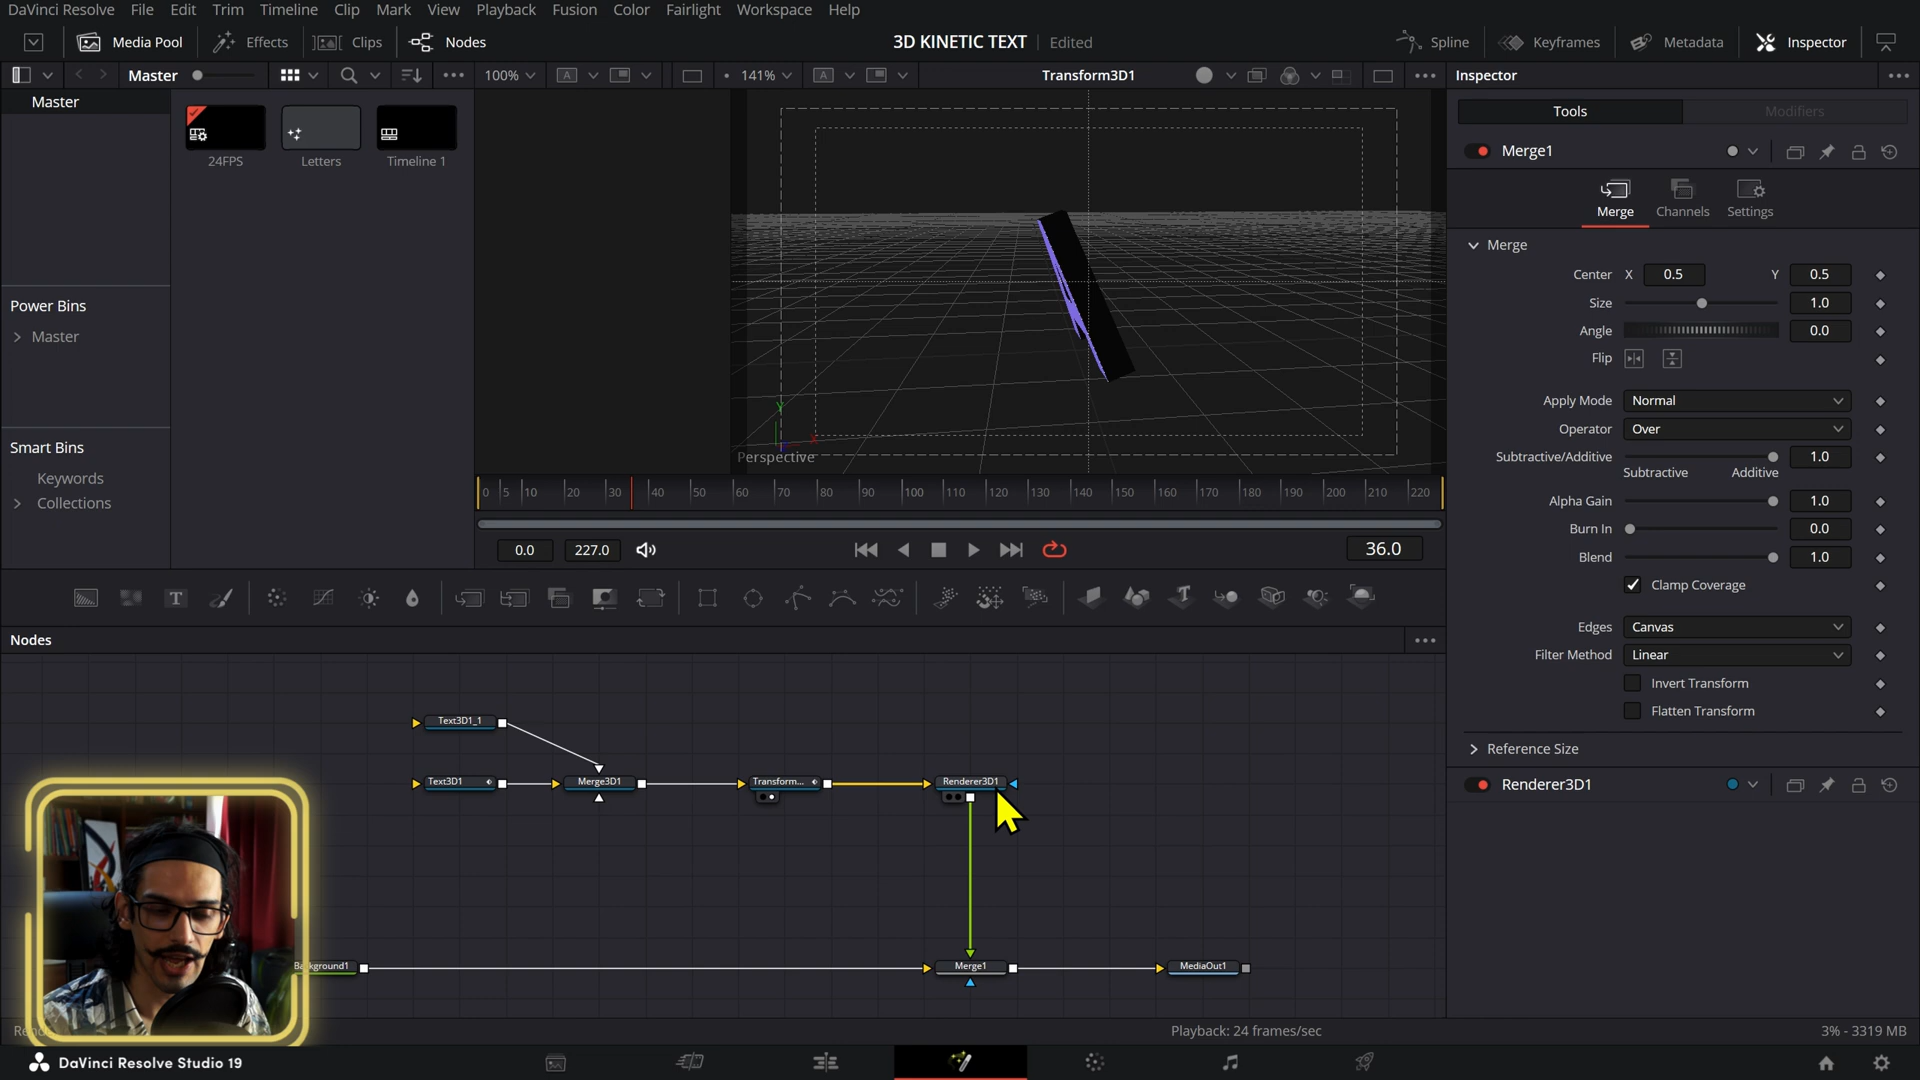 DaVinci Resolve File Edit Trim Timeline Clip Mark View Playback Fusion Color Fairlight Workspace Help
Media Pool Effects Clips Nodes 3D KINETIC TEXT Edited Spline Keyframes Metadata Inspector
Master 100% A 141% A Transform3D1 Inspector
Master
24FPS Letters Timeline 1
Power Bins
Master
Smart Bins
Keywords
Collections
Y
X
Perspective
0 5 10 20 30 40 50 60 70 80 90 100 110 120 130 140 150 160 170 180 190 200 210 220
0.0 227.0 36.0
T T
Nodes
Text3D1_1
Text3D1 Merge3D1 Transform... Renderer3D1
Background1 Merge1 MediaOut1
Playback: 24 frames/sec 3% - 3319 MB
DaVinci Resolve Studio 19
Tools Modifiers
Merge1
Merge Channels Settings
Merge
Center X 0.5 Y 0.5
Size 1.0
Angle 0.0
Flip
Apply Mode Normal
Operator Over
Subtractive/Additive 1.0
Subtractive Additive
Alpha Gain 1.0
Burn In 0.0
Blend 1.0
Clamp Coverage
Edges Canvas
Filter Method Linear
Invert Transform
Flatten Transform
Reference Size
Renderer3D1